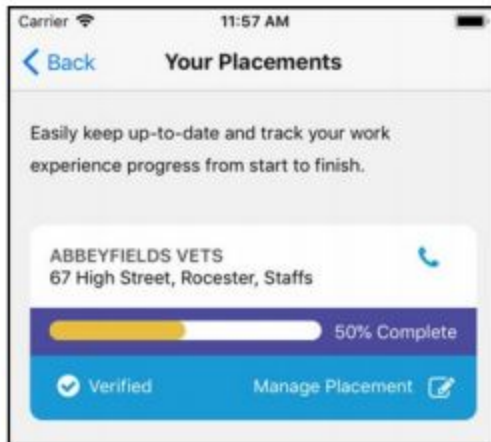 Carrier 11:57 AM
Back Your Placements
Easily keep up-to-date and track your work
experience progress from start to finish.
ABBEYFIELDS VETS
67 High Street, Rocester, Staffs
50% Complete
Verified Manage Placement